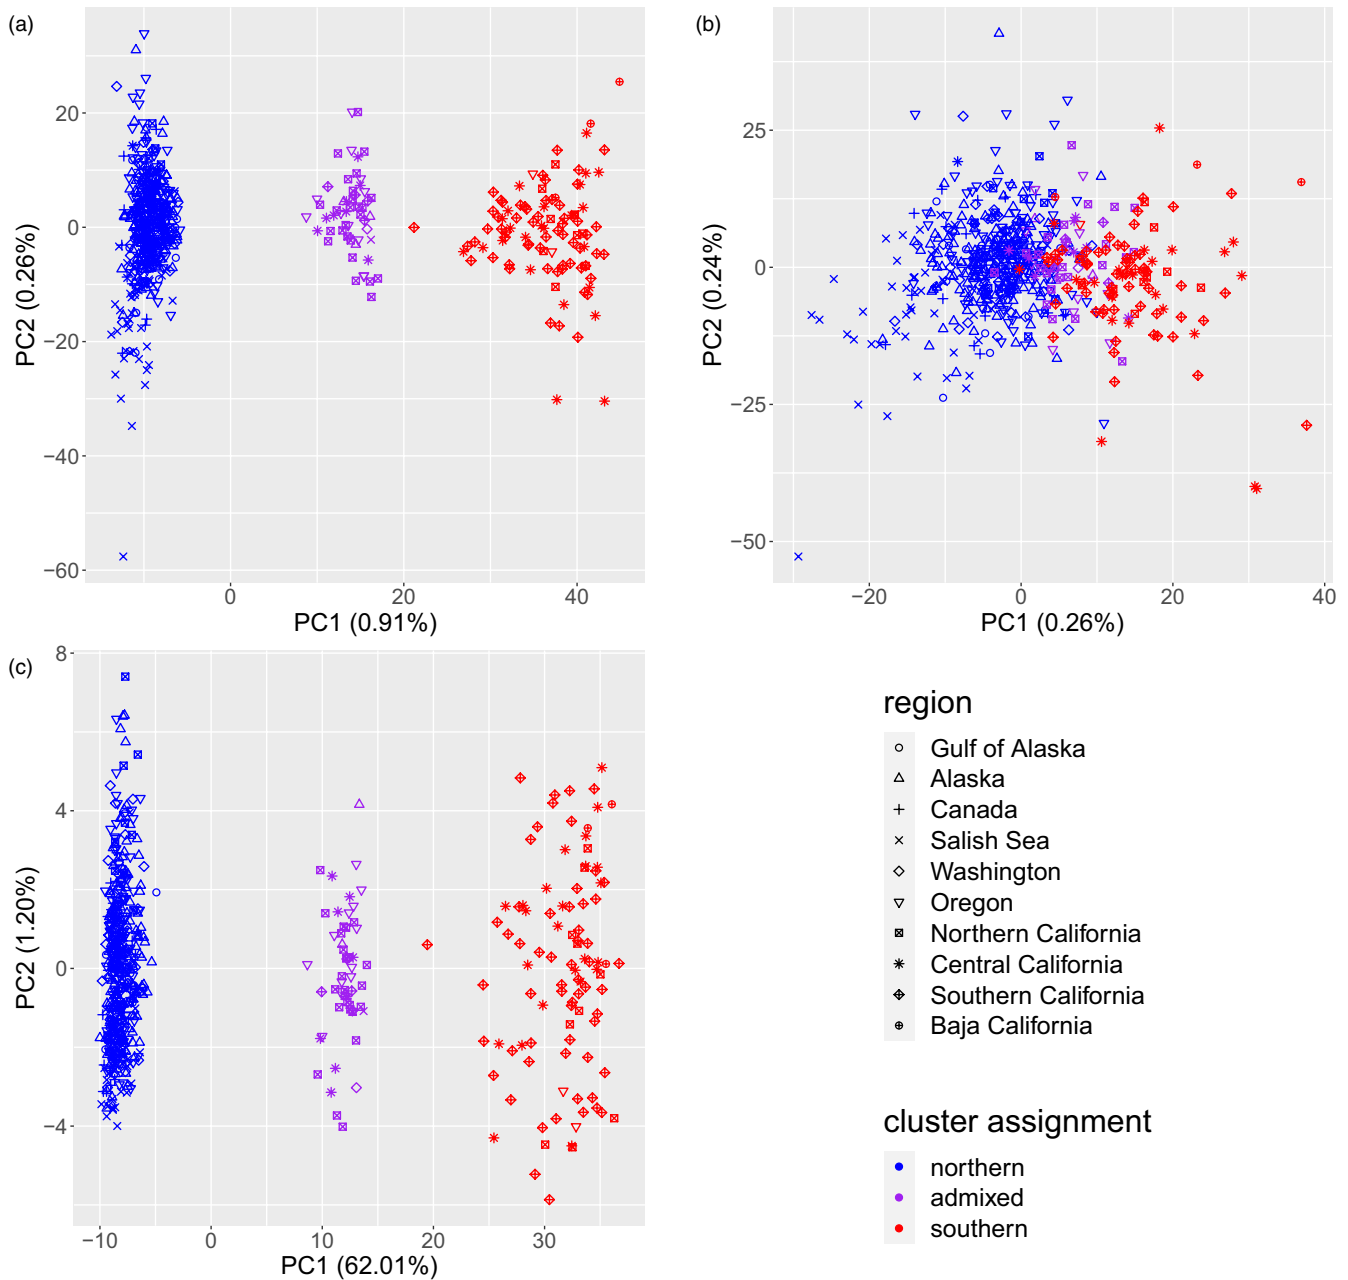 (a)
20
0
−20
−40
−60
PC2 (0.26%)
0
20
40
PC1 (0.91%)
(b)
25
0
−25
−50
PC2 (0.24%)
−20
0
20
40
PC1 (0.26%)
(c)
8
4
0
−4
PC2 (1.20%)
−10
0
10
20
30
PC1 (62.01%)
region
Gulf of Alaska
Alaska
Canada
Salish Sea
Washington
Oregon
Northern California
Central California
Southern California
Baja California
cluster assignment
northern
admixed
southern